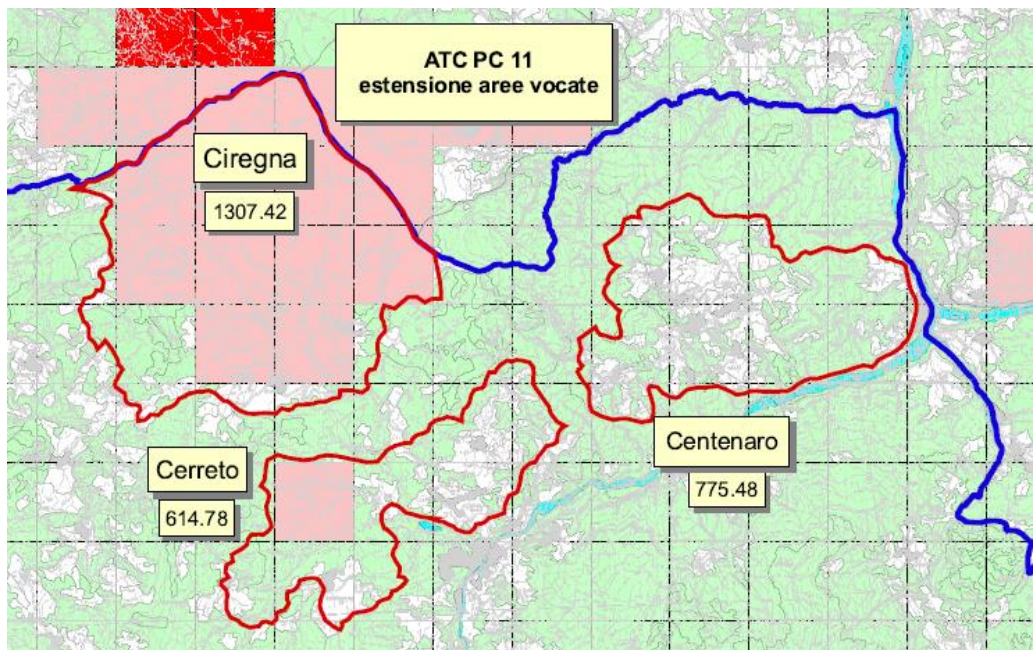 ATC PC 11
estensione aree vocate
Ciregna
1307.42
Cerreto
614.78
Centenaro
775.48